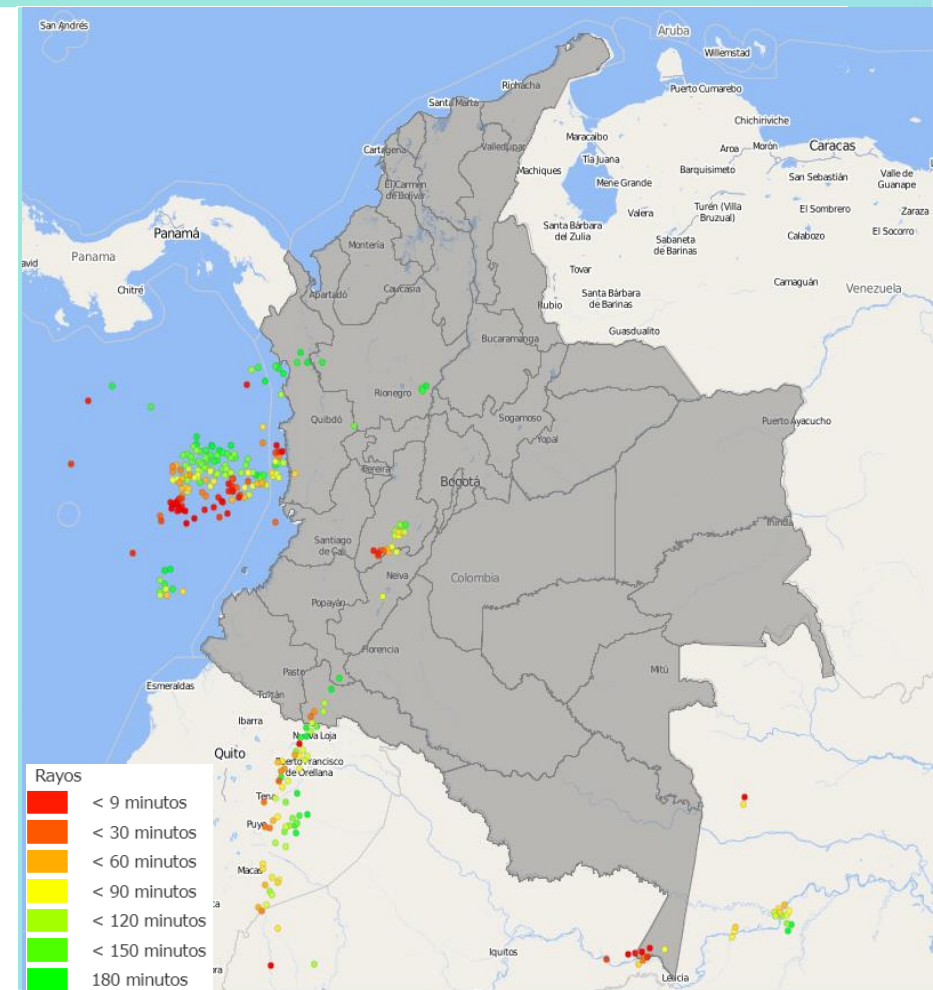 San Andrés
Aruba
Willemstad
Riohacha
Puerto Cumarebo
Santa Marta
Chichiriviche
Maracaibo
Aroa
Morón
Caracas
Cartagena
Valledupar
Tía Juana
Machiques
Barquisimeto
San Sebastián
Valle de
Guanape
El Carmen
de Bolívar
Mene Grande
Valera
Turén (Villa
Bruzual)
El Sombrero
Zaraza
Santa Bárbara
del Zulia
Panamá
Montería
Sabaneta
de Barinas
Calabozo
El Socorro
Panama
avid
Tovar
Chitré
Apartadó
Caucasia
Santa Bárbara
de Barinas
Camaguán
Venezuela
Rubio
Guasdualito
Bucaramanga
Rionegro
Quibdó
Sogamoso
Puerto Ayacucho
Yopal
Pereira
Bogotá
Inírida
Santiago
de Cali
Neiva
Colombia
Popayán
Florencia
Mitú
Pasto
Esmeraldas
Tulcán
Ibarra
Nueva Loja
Quito
Puerto Francisco
de Orellana
Tena
Puyo
Macas
Iquitos
Leticia
Rayos
< 9 minutos
< 30 minutos
< 60 minutos
< 90 minutos
< 120 minutos
< 150 minutos
180 minutos